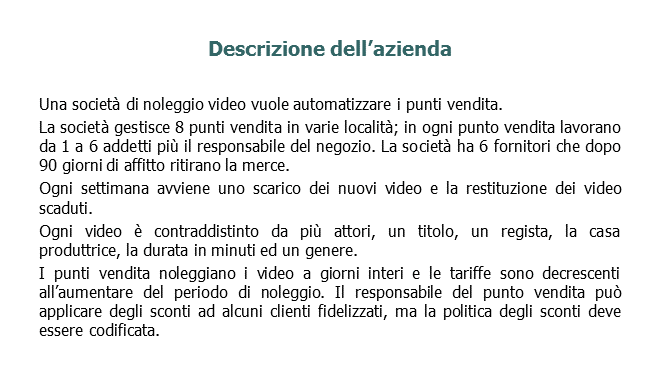 Descrizione dell'azienda
Una società di noleggio video vuole automatizzare i punti vendita.
La società gestisce 8 punti vendita in varie località; in ogni punto vendita lavorano
da 1 a 6 addetti più il responsabile del negozio. La società ha 6 fornitori che dopo
90 giorni di affitto ritirano la merce.
Ogni settimana avviene uno scarico dei nuovi video e la restituzione dei video
scaduti.
Ogni video è contraddistinto da più attori, un titolo, un regista, la casa
produttrice, la durata in minuti ed un genere.
I punti vendita noleggiano i video a giorni interi e le tariffe sono decrescenti
all'aumentare del periodo di noleggio. Il responsabile del punto vendita può
applicare degli sconti ad alcuni clienti fidelizzati, ma la politica degli sconti deve
essere codificata.